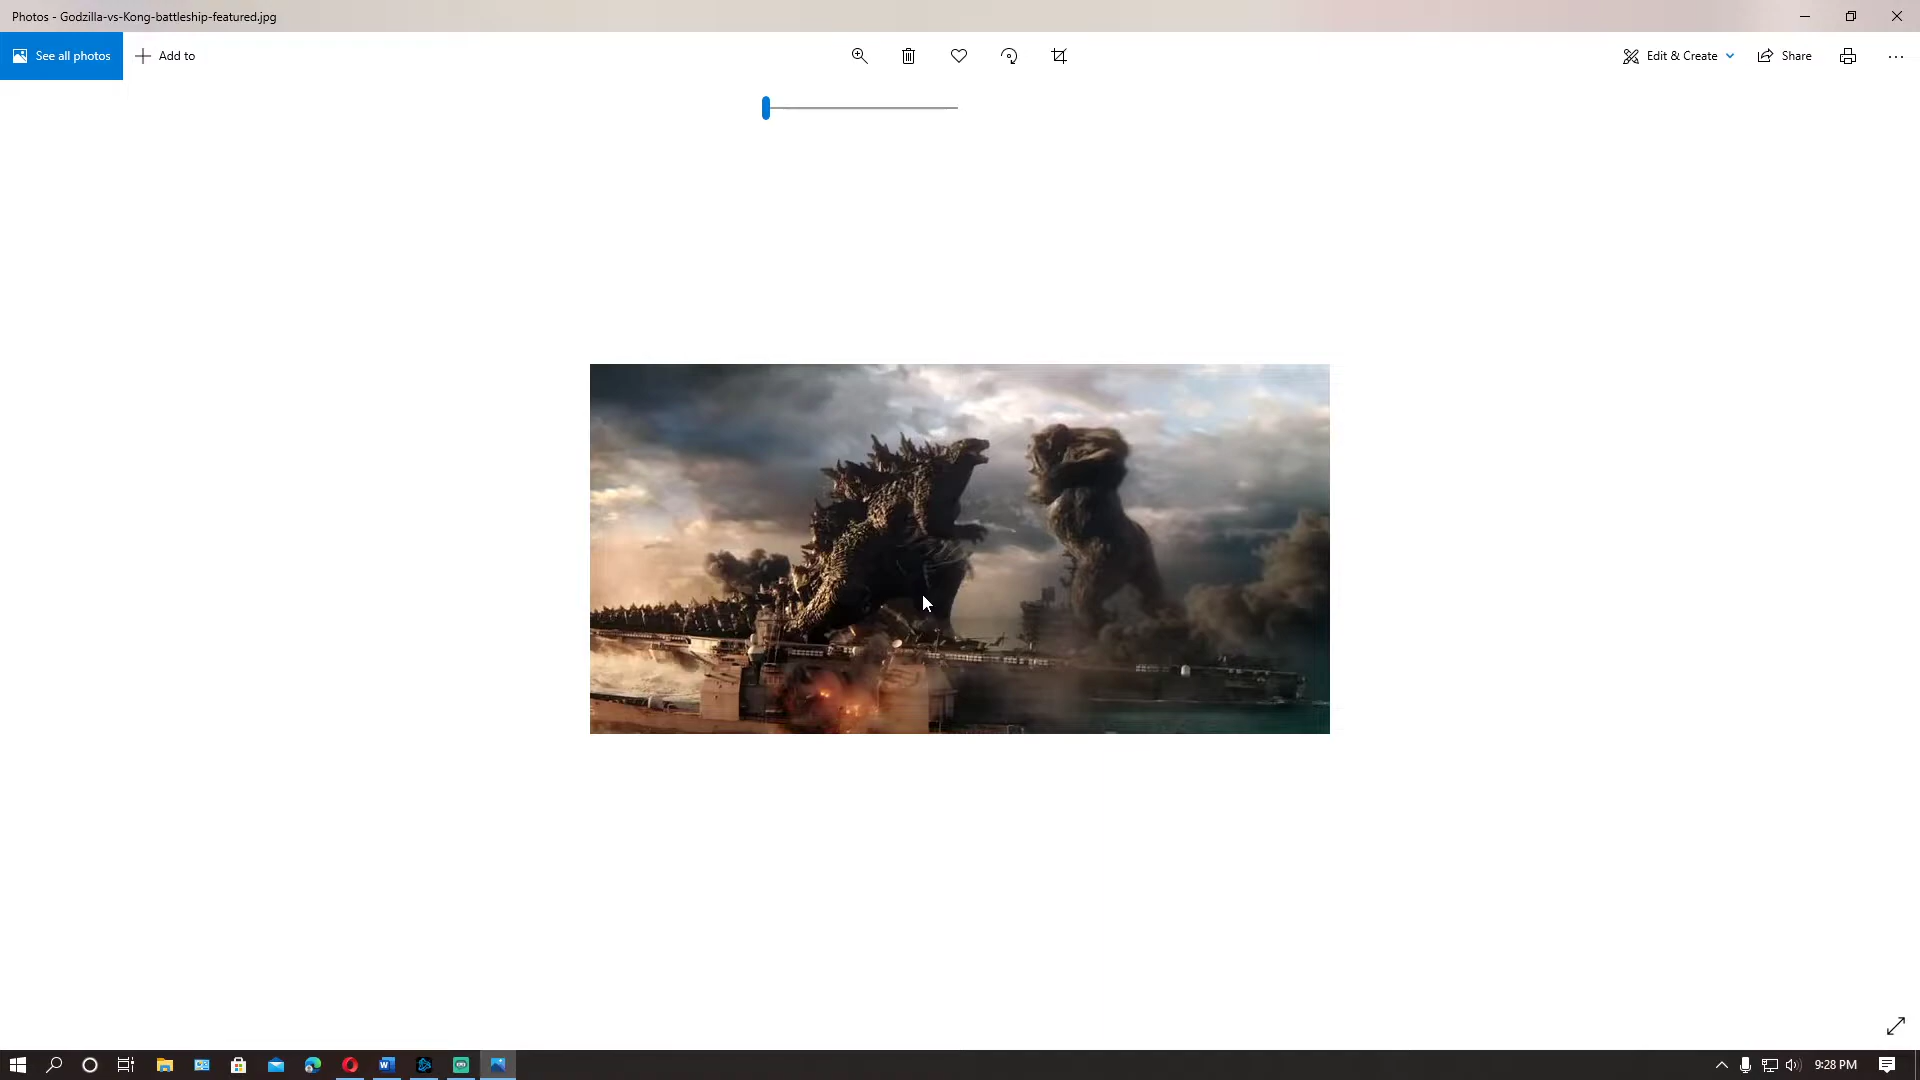 Photos - Godzilla-vs-Kong-battleship-featured.jpg
See all photos
Add to
Edit & Create
Share
9:28 PM